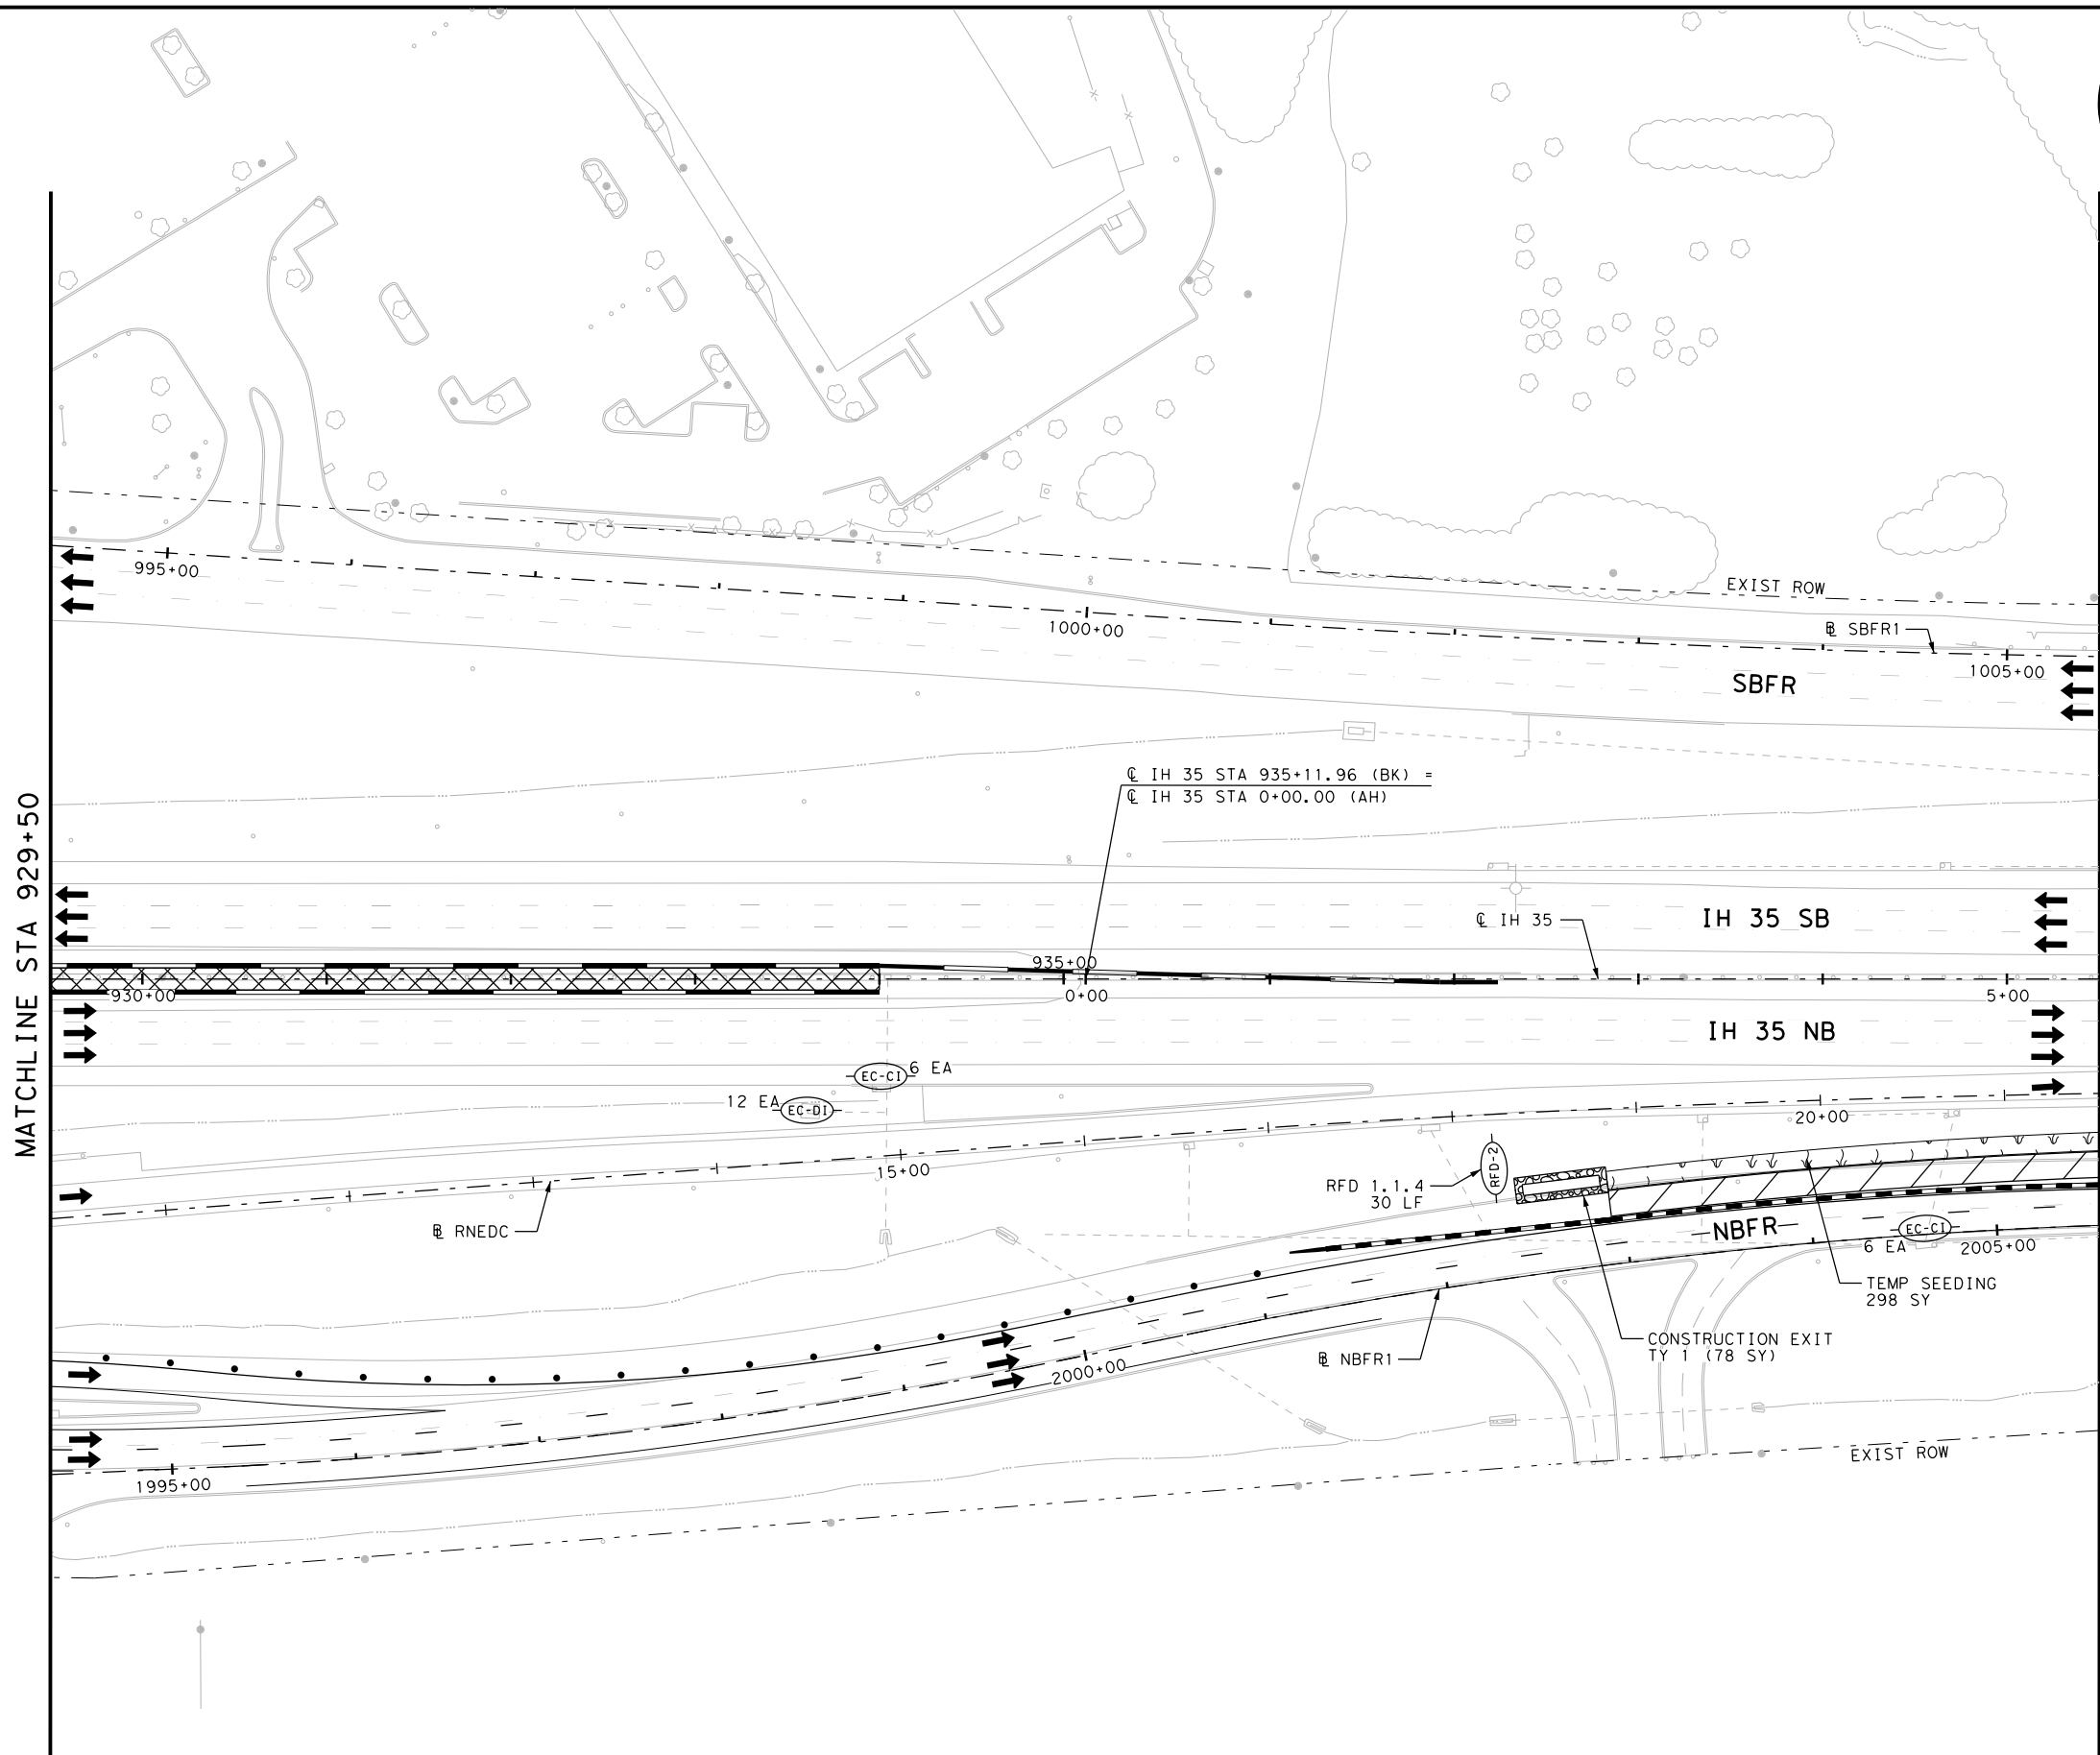 EXIST ROW
995+00
1000+00
℄ SBFR1
1005+00
SBFR
MATCHLINE STA 929+50
℄ IH 35 STA 935+11.96 (BK) =
℄ IH 35 STA 0+00.00 (AH)
℄ IH 35
IH 35 SB
935+00
930+00
0+00
5+00
IH 35 NB
EC-CI
6 EA
12 EA
EC-DI
20+00
15+00
RFD-2
RFD 1.1.4
30 LF
NBFR
EC-CI
6 EA
2005+00
℄ RNEDC
TEMP SEEDING
298 SY
CONSTRUCTION EXIT
TY 1 (78 SY)
℄ NBFR1
2000+00
EXIST ROW
1995+00